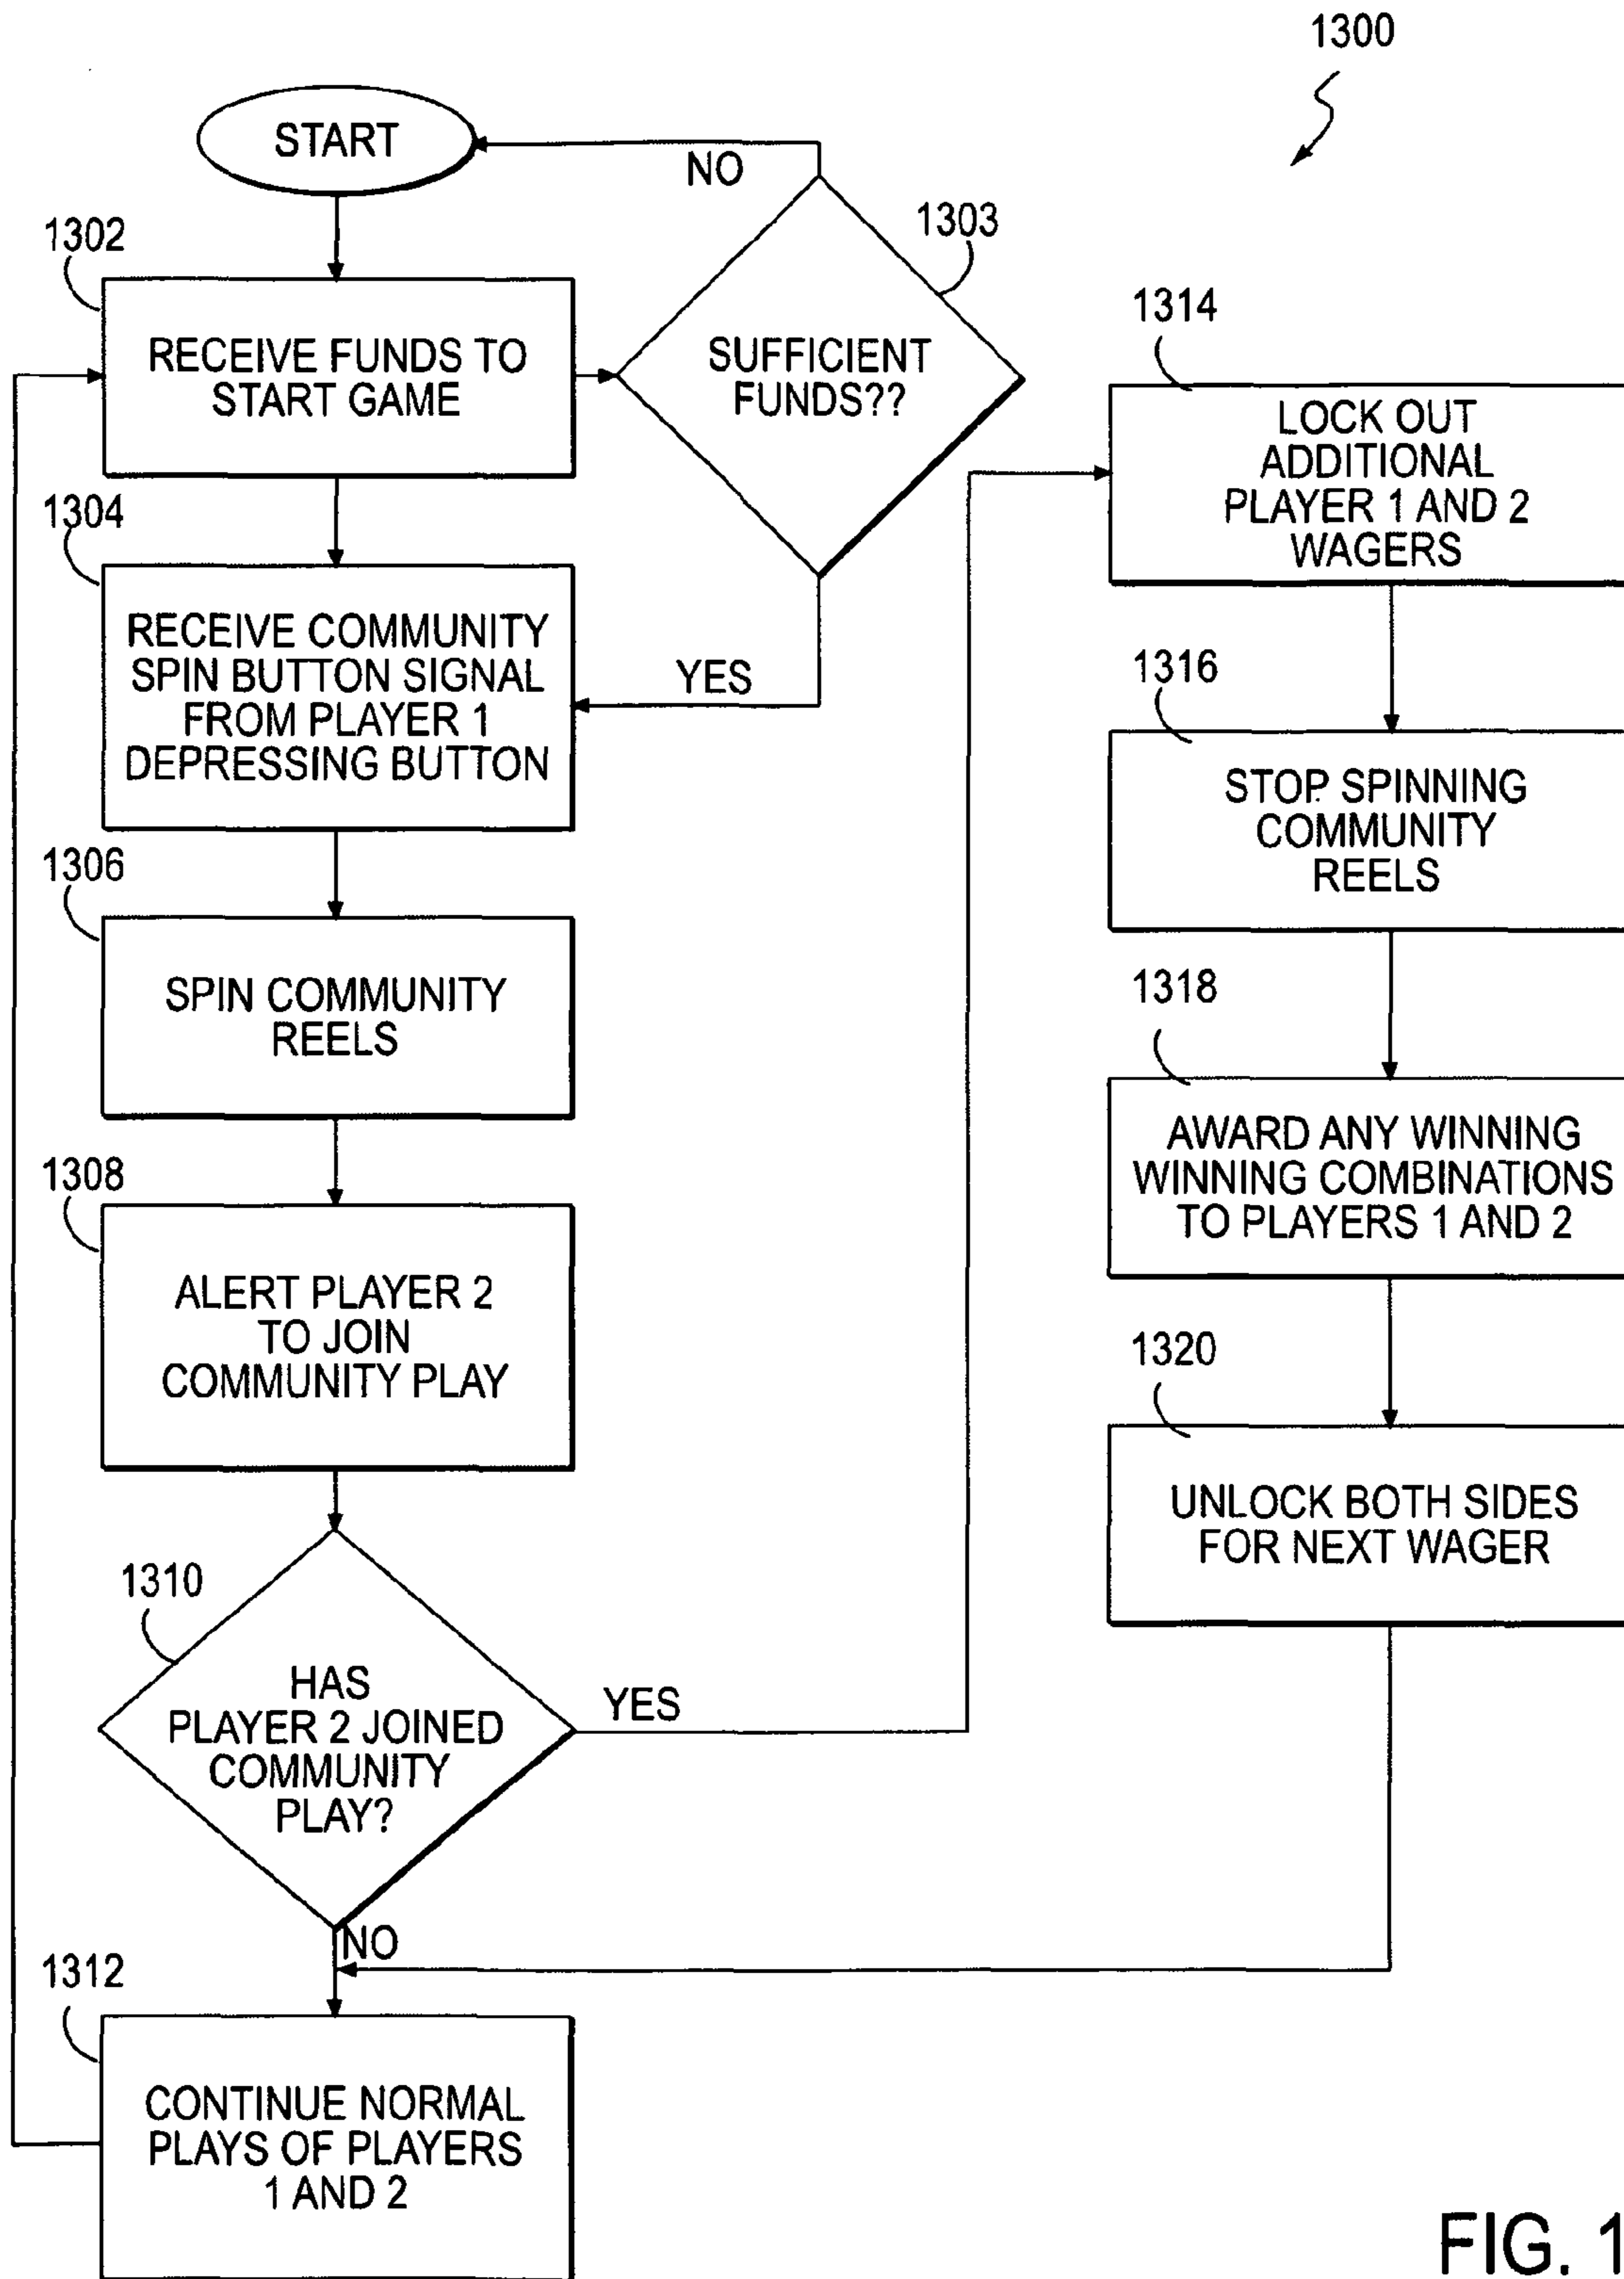 1300
START
NO
1302
RECEIVE FUNDS TO
START GAME
1303
SUFFICIENT
FUNDS??
1304
RECEIVE COMMUNITY
SPIN BUTTON SIGNAL
FROM PLAYER 1
DEPRESSING BUTTON
YES
1306
SPIN COMMUNITY
REELS
1308
ALERT PLAYER 2
TO JOIN
COMMUNITY PLAY
1310
HAS
PLAYER 2 JOINED
COMMUNITY
PLAY?
YES
NO
1312
CONTINUE NORMAL
PLAYS OF PLAYERS
1 AND 2
1314
LOCK OUT
ADDITIONAL
PLAYER 1 AND 2
WAGERS
1316
STOP SPINNING
COMMUNITY
REELS
1318
AWARD ANY WINNING
WINNING COMBINATIONS
TO PLAYERS 1 AND 2
1320
UNLOCK BOTH SIDES
FOR NEXT WAGER
FIG. 1